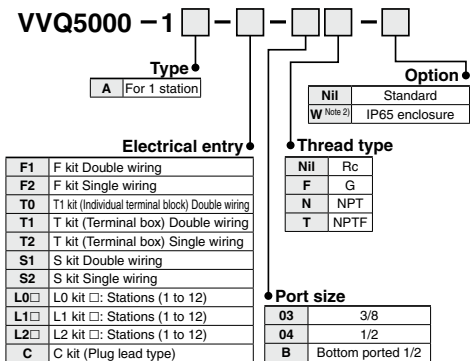 VVQ5000 – 1□ – □ – □□ – □
Type
A For 1 station
Option
Nil Standard
W Note 2) IP65 enclosure
Electrical entry
F1 F kit Double wiring
F2 F kit Single wiring
T0 T1 kit (Individual terminal block) Double wiring
T1 T kit (Terminal box) Double wiring
T2 T kit (Terminal box) Single wiring
S1 S kit Double wiring
S2 S kit Single wiring
L0□ L0 kit □: Stations (1 to 12)
L1□ L1 kit □: Stations (1 to 12)
L2□ L2 kit □: Stations (1 to 12)
C C kit (Plug lead type)
Thread type
Nil Rc
F G
N NPT
T NPTF
Port size
03 3/8
04 1/2
B Bottom ported 1/2